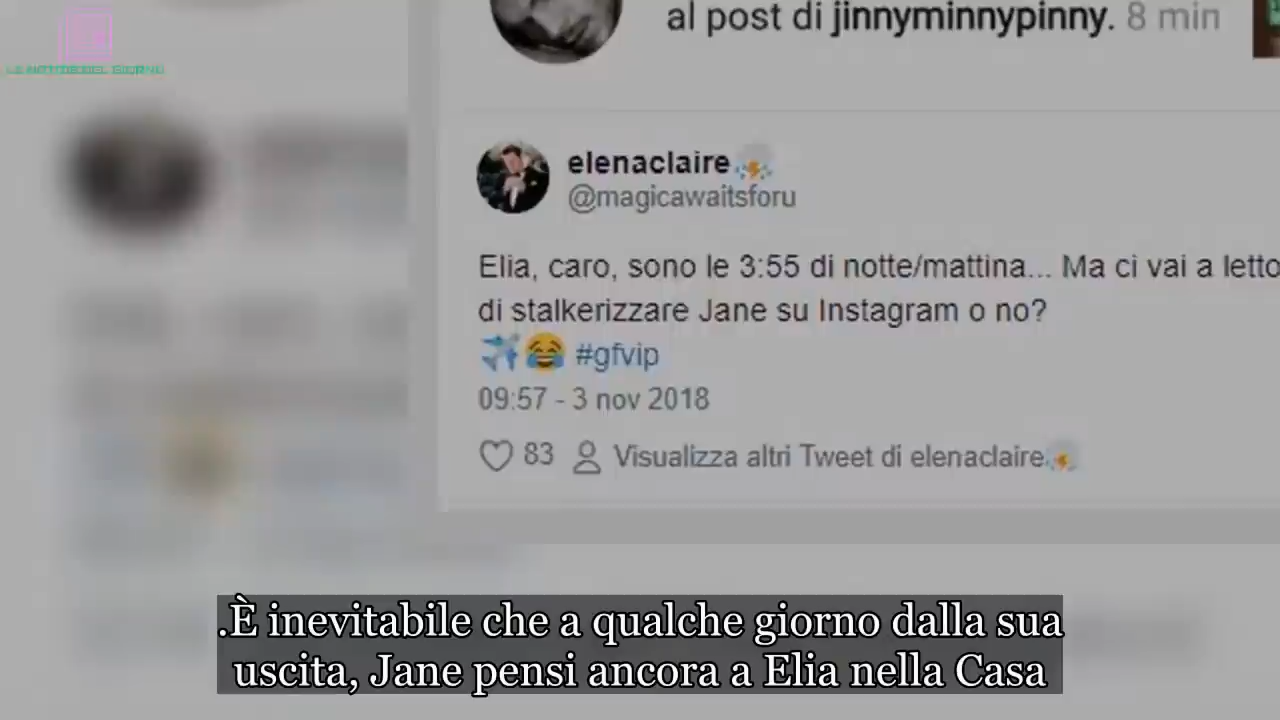 al post di jinnyminnypinny. 8 min
elenaclaire
@magicawaitsforu
Elia, caro, sono le 3:55 di notte/mattina... Ma ci vai a letto
di stalkerizzare Jane su Instagram o no?
#gfvip
09:57 - 3 nov 2018
83 Visualizza altri Tweet di elenaclaire
.È inevitabile che a qualche giorno dalla sua
uscita, Jane pensi ancora a Elia nella Casa